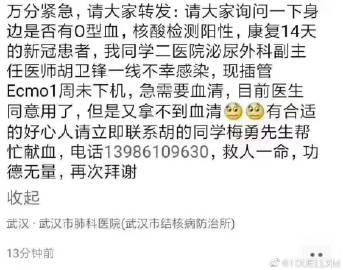 万分紧急，请大家转发：请大家询问一下身
边是否有O型血，核酸检测阳性，康复14天
的新冠患者，我同学二医院泌尿外科副主
任医师胡卫锋一线不幸感染，现插管
Ecmo1周未下机，急需要血清，目前医生
同意用了，但是又拿不到血清😰😰有合适
的好心人请立即联系胡的同学梅勇先生帮
忙献血，电话13986109630，救人一命，功
德无量，再次拜谢
收起
武汉 · 武汉市肺科医院(武汉市结核病防治所)
13分钟前